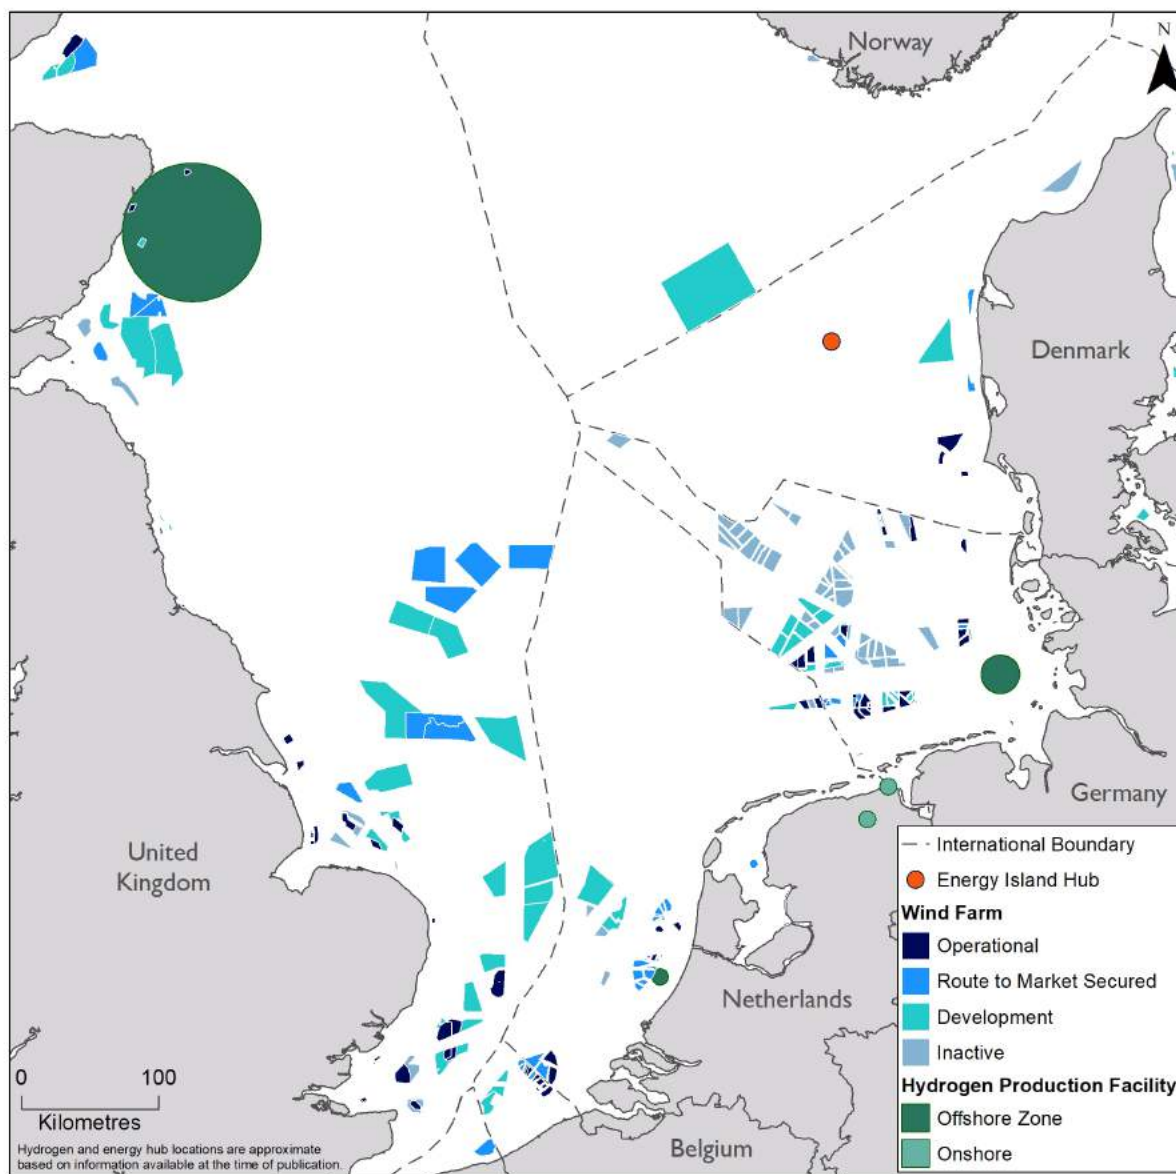 N
Norway
Denmark
Germany
United
Kingdom
Netherlands
Belgium
International Boundary
Energy Island Hub
Wind Farm
Operational
Route to Market Secured
Development
Inactive
Hydrogen Production Facility
Offshore Zone
Onshore
0 100
Kilometres
Hydrogen and energy hub locations are approximate
based on information available at the time of publication.